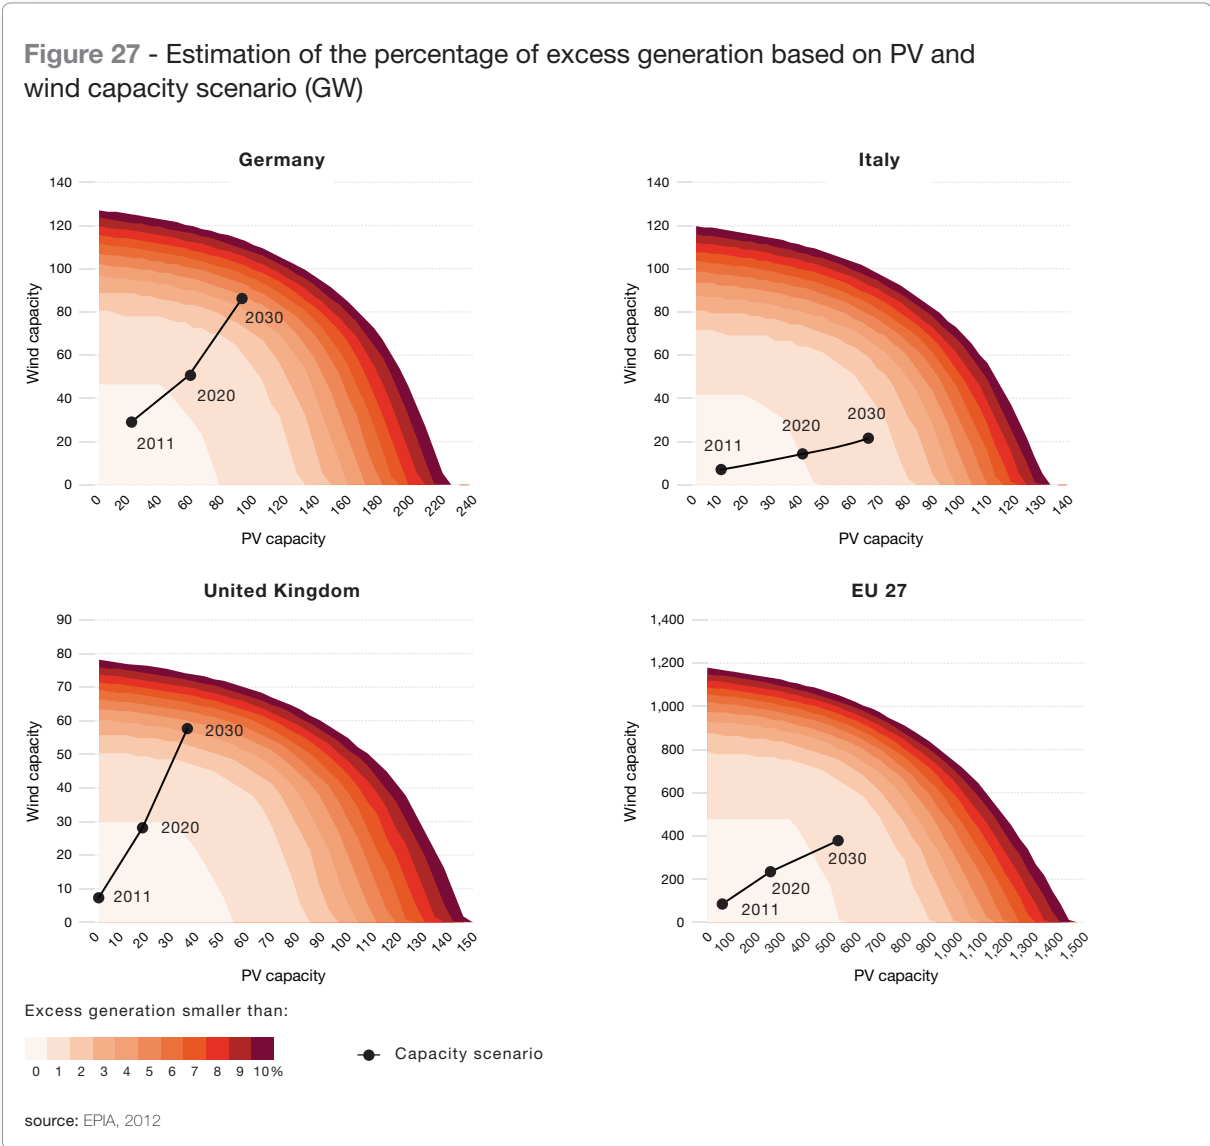 Figure 27 - Estimation of the percentage of excess generation based on PV and
wind capacity scenario (GW)
Germany
140
120
100
80
60
40
20
0
Wind capacity
2030
2020
2011
0 20 40 60 80 100 120 140 160 180 200 220 240
PV capacity
Italy
140
120
100
80
60
40
20
0
Wind capacity
2011
2020
2030
0 10 20 30 40 50 60 70 80 90 100 110 120 130 140
PV capacity
United Kingdom
90
80
70
60
50
40
30
20
10
0
Wind capacity
2030
2020
2011
0 10 20 30 40 50 60 70 80 90 100 110 120 130 140 150
PV capacity
EU 27
1,400
1,200
1,000
800
600
400
200
0
Wind capacity
2030
2020
2011
0 100 200 300 400 500 600 700 800 900 1,000 1,100 1,200 1,300 1,400 1,500
PV capacity
Excess generation smaller than:
0 1 2 3 4 5 6 7 8 9 10%
Capacity scenario
source: EPIA, 2012